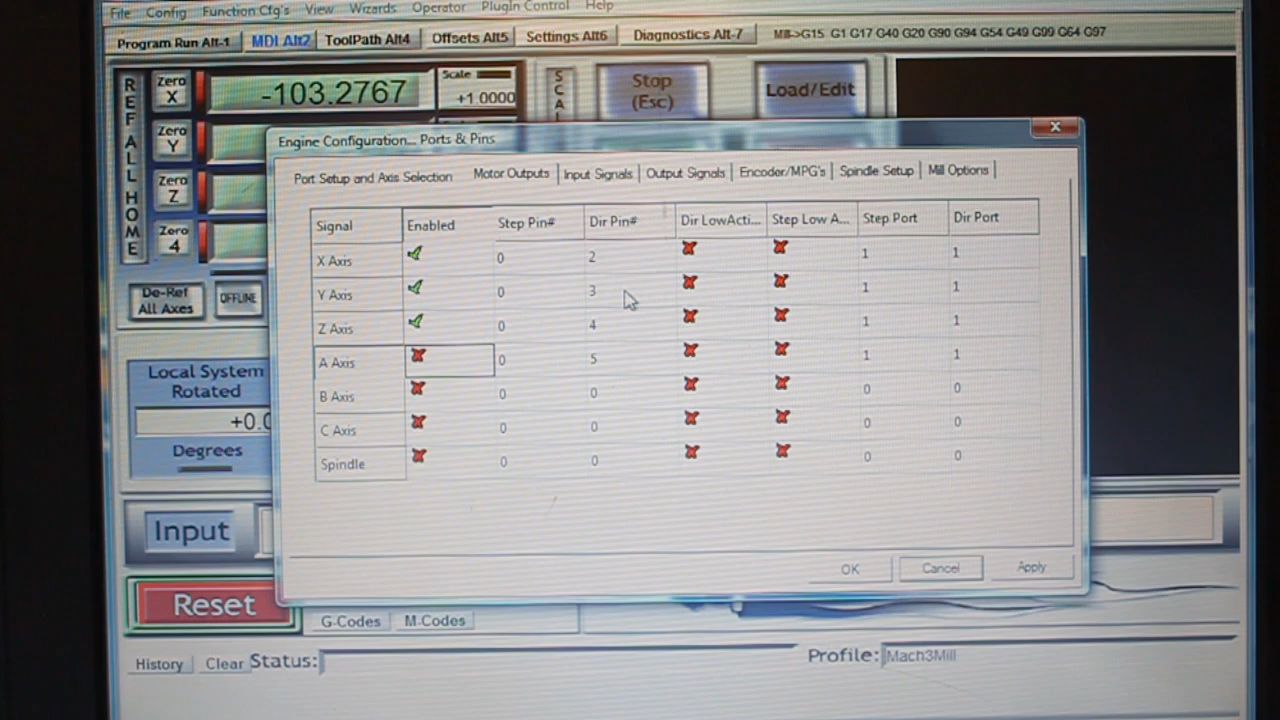 File Config Function Cfg's View Wizards Operator PlugIn Control Help
Program Run Alt-1 MDI Alt2 ToolPath Alt4 Offsets Alt5 Settings Alt6 Diagnostics Alt-7 Mill->G15 G1 G17 G40 G20 G90 G94 G54 G49 G99 G64 G97
REF ALL HOME
Zero X -103.2767 Scale +1.0000
Stop (Esc)
Load/Edit
Zero Y
Zero Z
Zero 4
De-Ref All Axes
OFFLINE
Engine Configuration... Ports & Pins
Port Setup and Axis Selection Motor Outputs Input Signals Output Signals Encoder/MPG's Spindle Setup Mill Options
Signal Enabled Step Pin# Dir Pin# Dir LowActi... Step Low A... Step Port Dir Port
X Axis 0 2 1 1
Y Axis 0 3 1 1
Z Axis 0 4 1 1
A Axis 0 5 1 1
B Axis 0 0 0 0
C Axis 0 0 0 0
Spindle 0 0 0 0
OK Cancel Apply
Local System
Rotated
Degrees
Input
Reset
G-Codes M-Codes
History Clear Status:
Profile: Mach3Mill